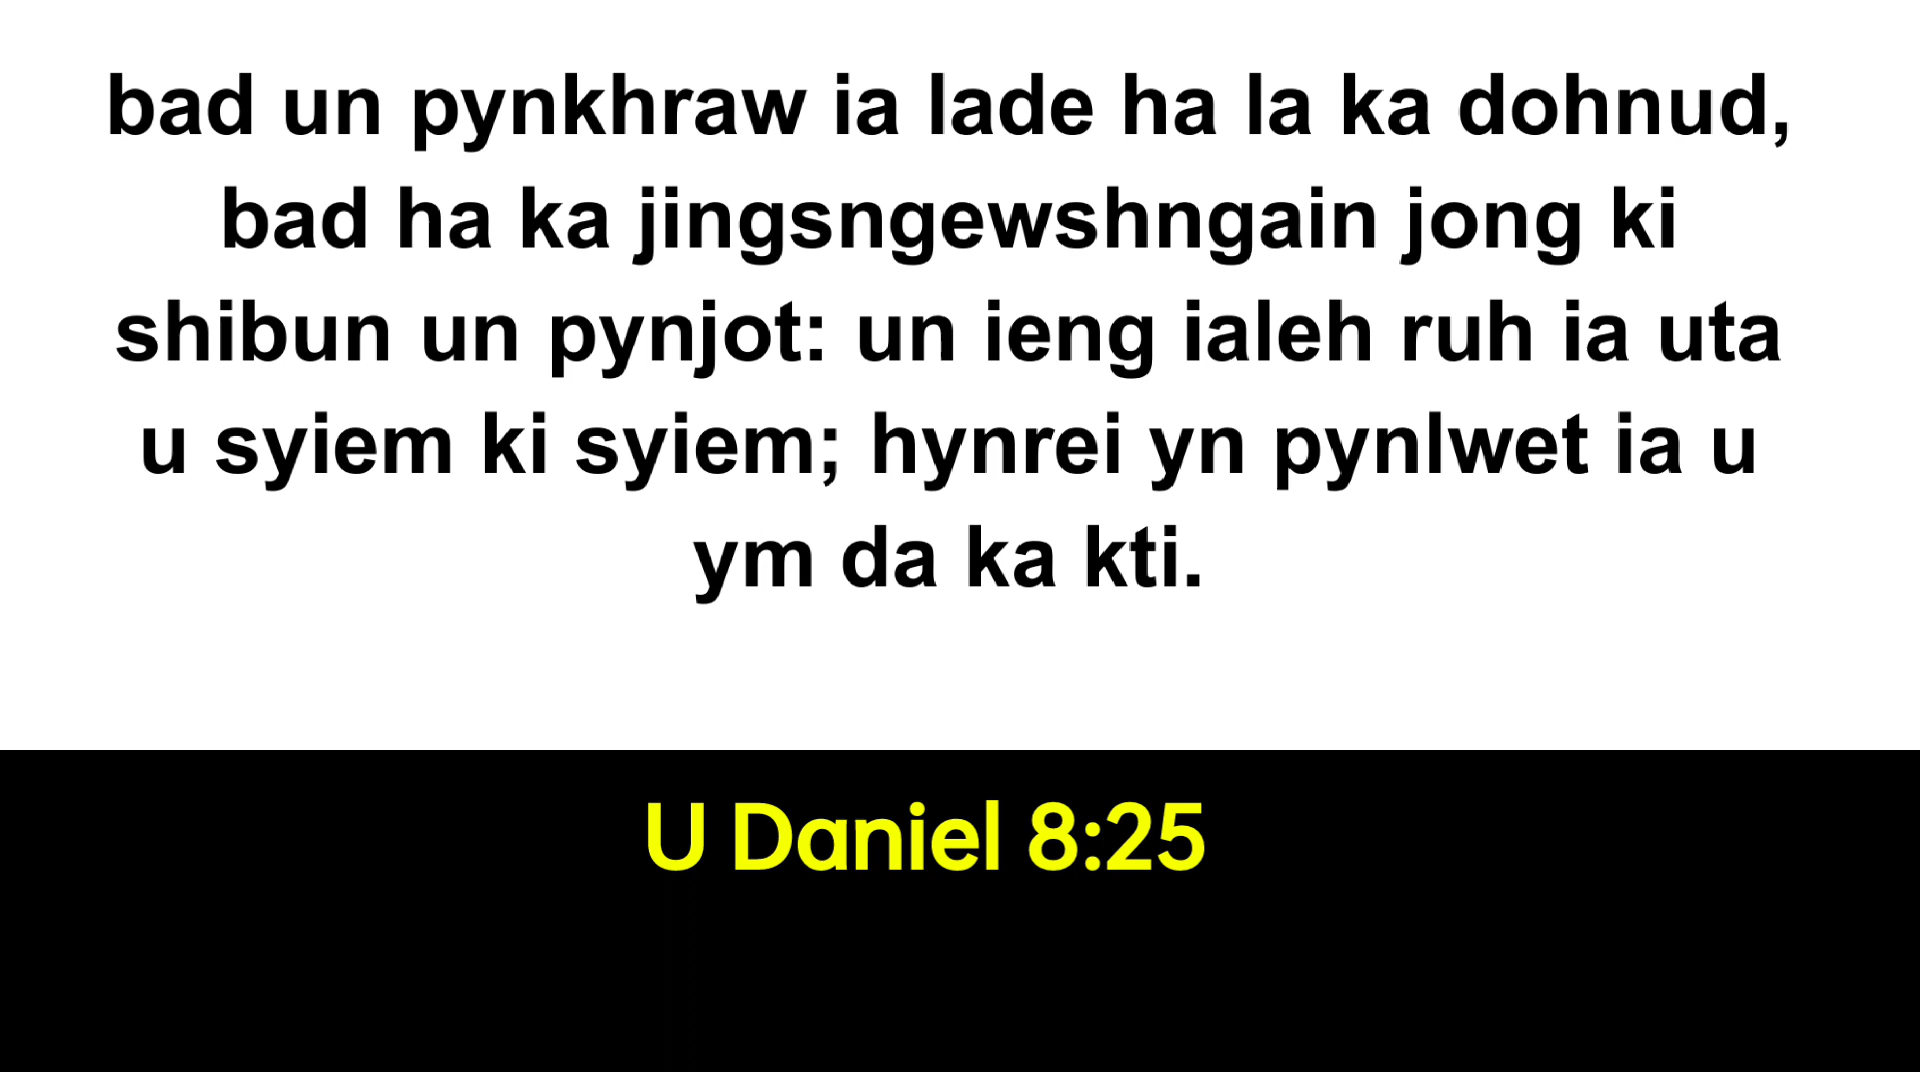 bad un pynkhraw ia lade ha la ka dohnud,
bad ha ka jingsngewshngain jong ki
shibun un pynjot: un ieng ialeh ruh ia uta
u syiem ki syiem; hynrei yn pynlwet ia u
ym da ka kti.
U Daniel 8:25